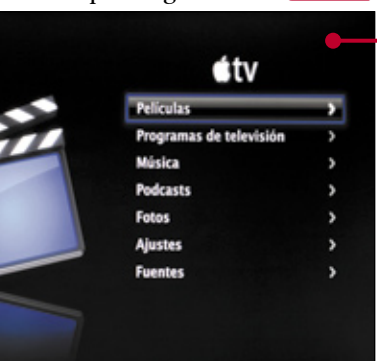 tv
Películas
Programas de televisión
Música
Podcasts
Fotos
Ajustes
Fuentes